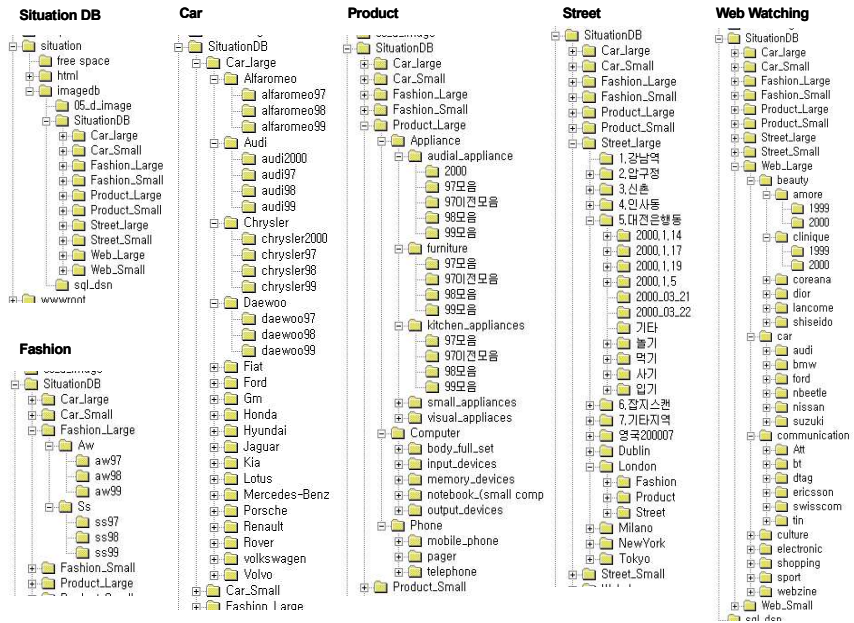 Situation DB
situation
free space
html
imagedb
05_d_image
SituationDB
Car_large
Car_Small
Fashion_Large
Fashion_Small
Product_Large
Product_Small
Street_large
Street_Small
Web_Large
Web_Small
sql_dsn
wwwroot
Fashion
SituationDB
Car_large
Car_Small
Fashion_Large
Aw
aw97
aw98
aw99
Ss
ss97
ss98
ss99
Fashion_Small
Product_Large
Car
SituationDB
Car_large
Alfaromeo
alfaromeo97
alfaromeo98
alfaromeo99
Audi
audi2000
audi97
audi98
audi99
Chrysler
chrysler2000
chrysler97
chrysler98
chrysler99
Daewoo
daewoo97
daewoo98
daewoo99
Fiat
Ford
Gm
Honda
Hyundai
Jaguar
Kia
Lotus
Mercedes-Benz
Porsche
Renault
Rover
volkswagen
Volvo
Car_Small
Fashion_Large
Product
SituationDB
Car_large
Car_Small
Fashion_Large
Fashion_Small
Product_Large
Appliance
audial_appliance
2000
97모음
97이전모음
98모음
99모음
furniture
97모음
97이전모음
98모음
99모음
kitchen_appliances
97모음
97이전모음
98모음
99모음
small_appliances
visual_appliaces
Computer
body_full_set
input_devices
memory_devices
notebook_(small comp
output_devices
Phone
mobile_phone
pager
telephone
Product_Small
Street
SituationDB
Car_large
Car_Small
Fashion_Large
Fashion_Small
Product_Large
Product_Small
Street_large
1.강남역
2.압구정
3.신촌
4.인사동
5.대전은행동
2000.1.14
2000.1.17
2000.1.19
2000.1.5
2000_03_21
2000_03_22
기타
놀기
먹기
사기
입기
6.잡지스캔
7.기타지역
영국200007
Dublin
London
Fashion
Product
Street
Milano
NewYork
Tokyo
Street_Small
Web Watching
SituationDB
Car_large
Car_Small
Fashion_Large
Fashion_Small
Product_Large
Product_Small
Street_large
Street_Small
Web_Large
beauty
amore
1999
2000
clinique
1999
2000
coreana
dior
lancome
shiseido
car
audi
bmw
ford
nbeetle
nissan
suzuki
communication
Att
bt
dtag
ericsson
swisscom
tin
culture
electronic
shopping
sport
webzine
Web_Small
sql_dsn